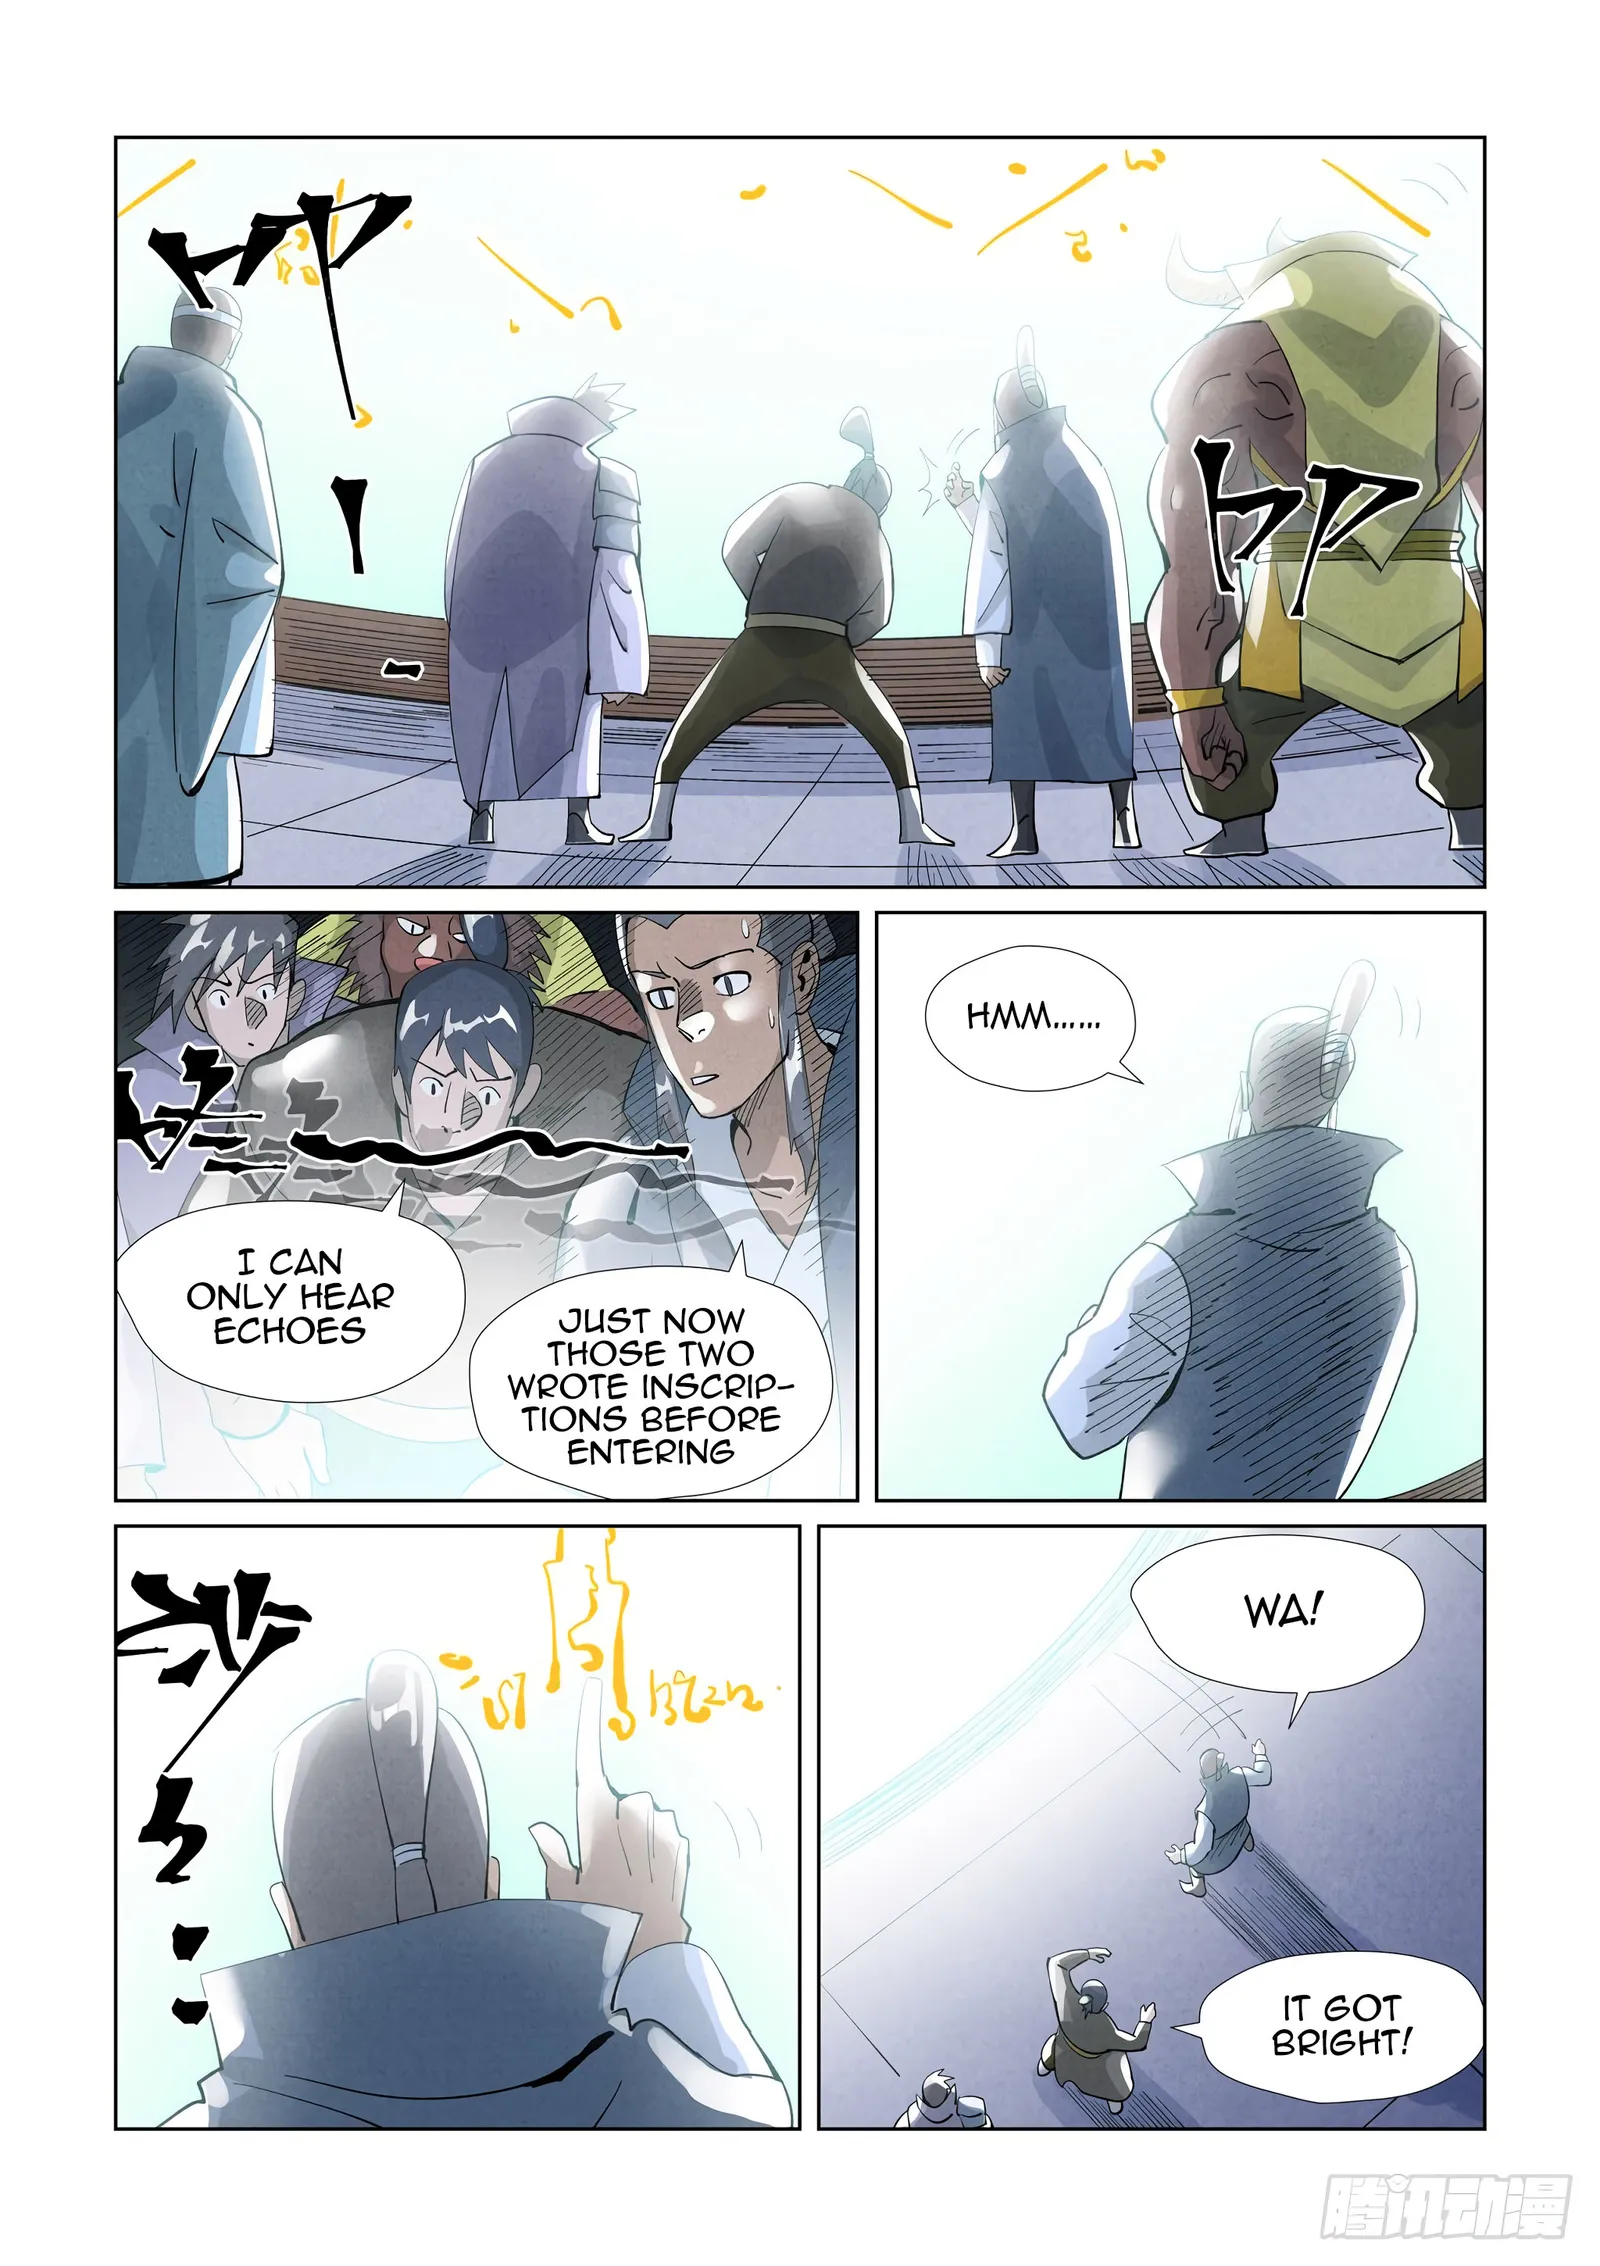 I CAN
ONLY HEAR
ECHOES
JUST NOW
THOSE TWO
WROTE INSCRIP-
TIONS BEFORE
ENTERING
HMM......
WA!
IT GOT
BRIGHT!
腾讯动漫